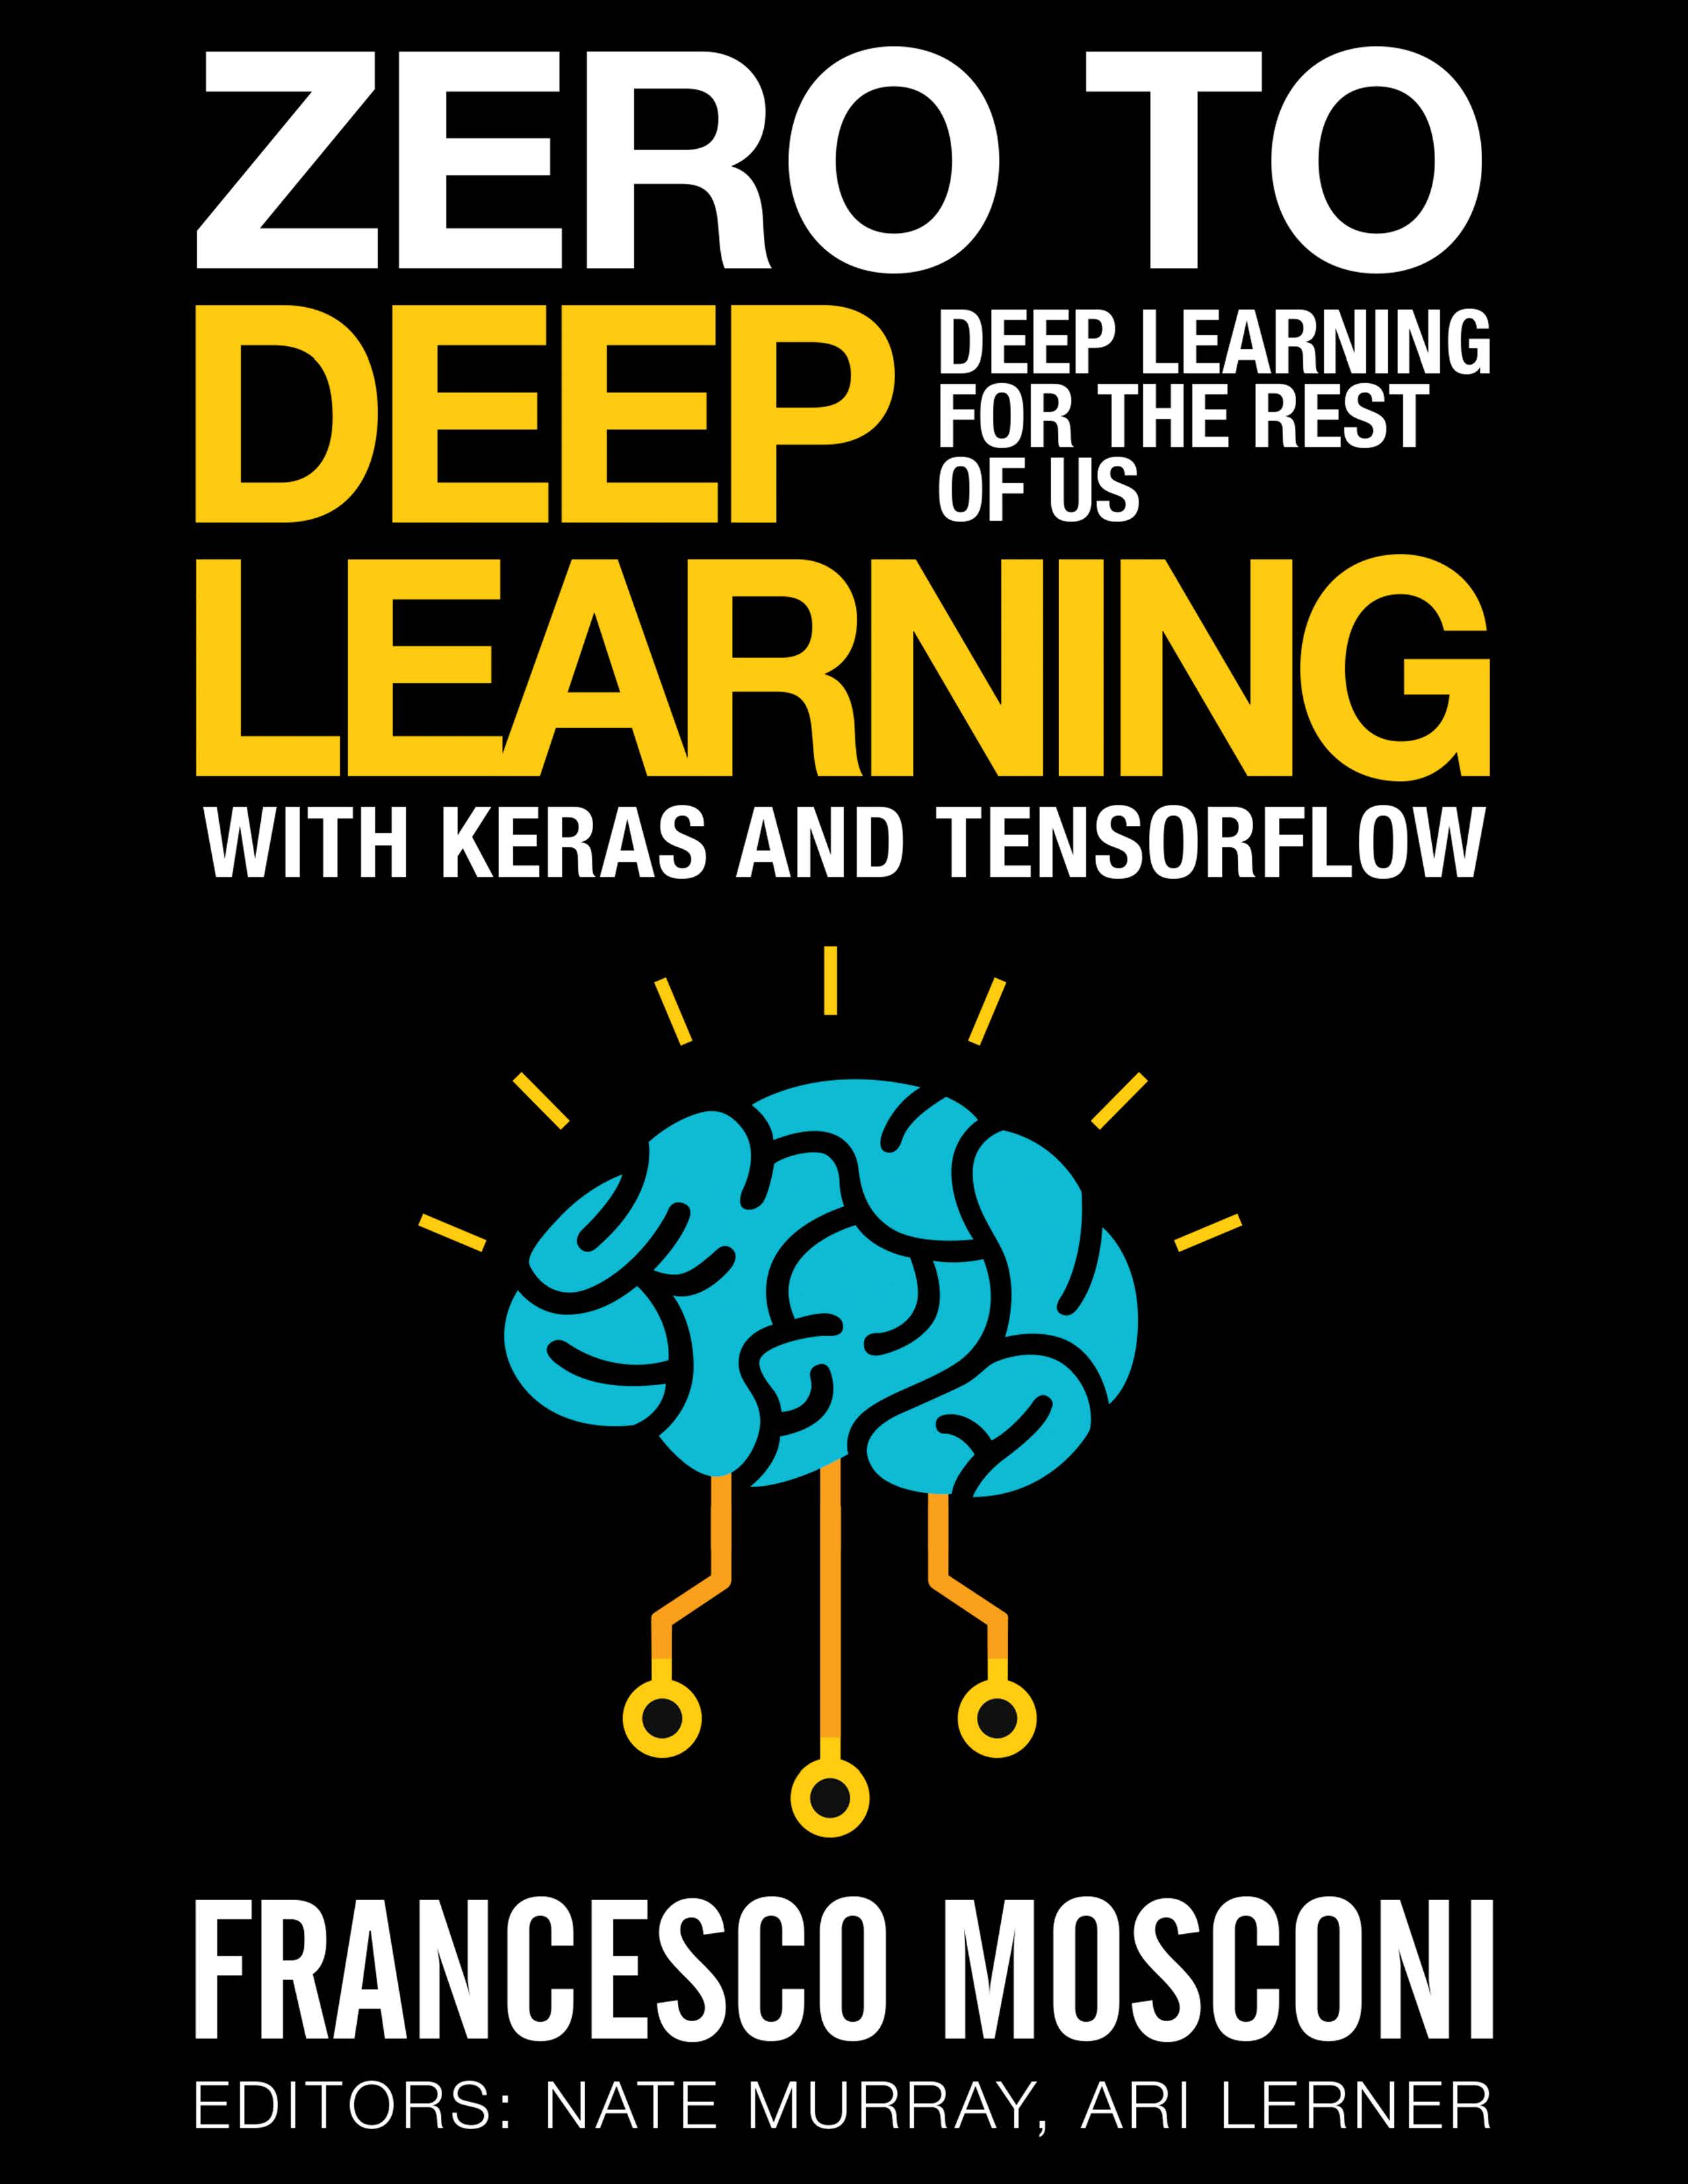 ZERO TO
DEEP
DEEP LEARNING
FOR THE REST
OF US
LEARNING
WITH KERAS AND TENSORFLOW
FRANCESCO MOSCONI
EDITORS: NATE MURRAY, ARI LERNER